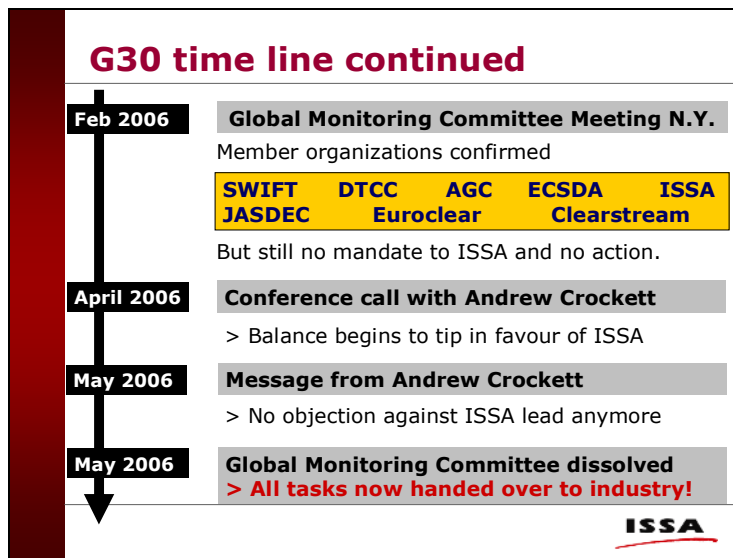 G30 time line continued
Feb 2006
Global Monitoring Committee Meeting N.Y.
Member organizations confirmed
SWIFT DTCC AGC ECSDA ISSA
JASDEC Euroclear Clearstream
But still no mandate to ISSA and no action.
April 2006
Conference call with Andrew Crockett
> Balance begins to tip in favour of ISSA
May 2006
Message from Andrew Crockett
> No objection against ISSA lead anymore
May 2006
Global Monitoring Committee dissolved
> All tasks now handed over to industry!
ISSA